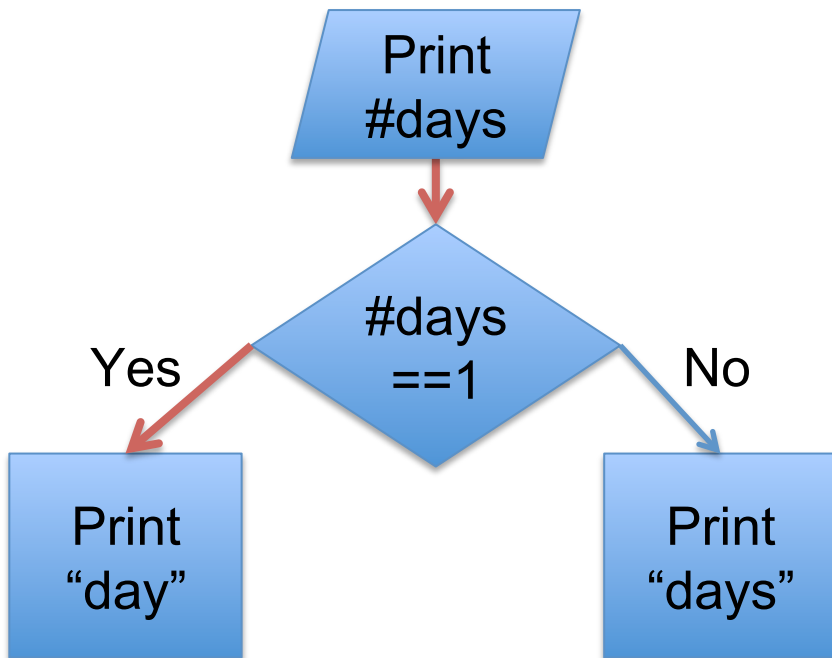 Print
#days
#days
==1
Yes
No
Print
“day”
Print
“days”